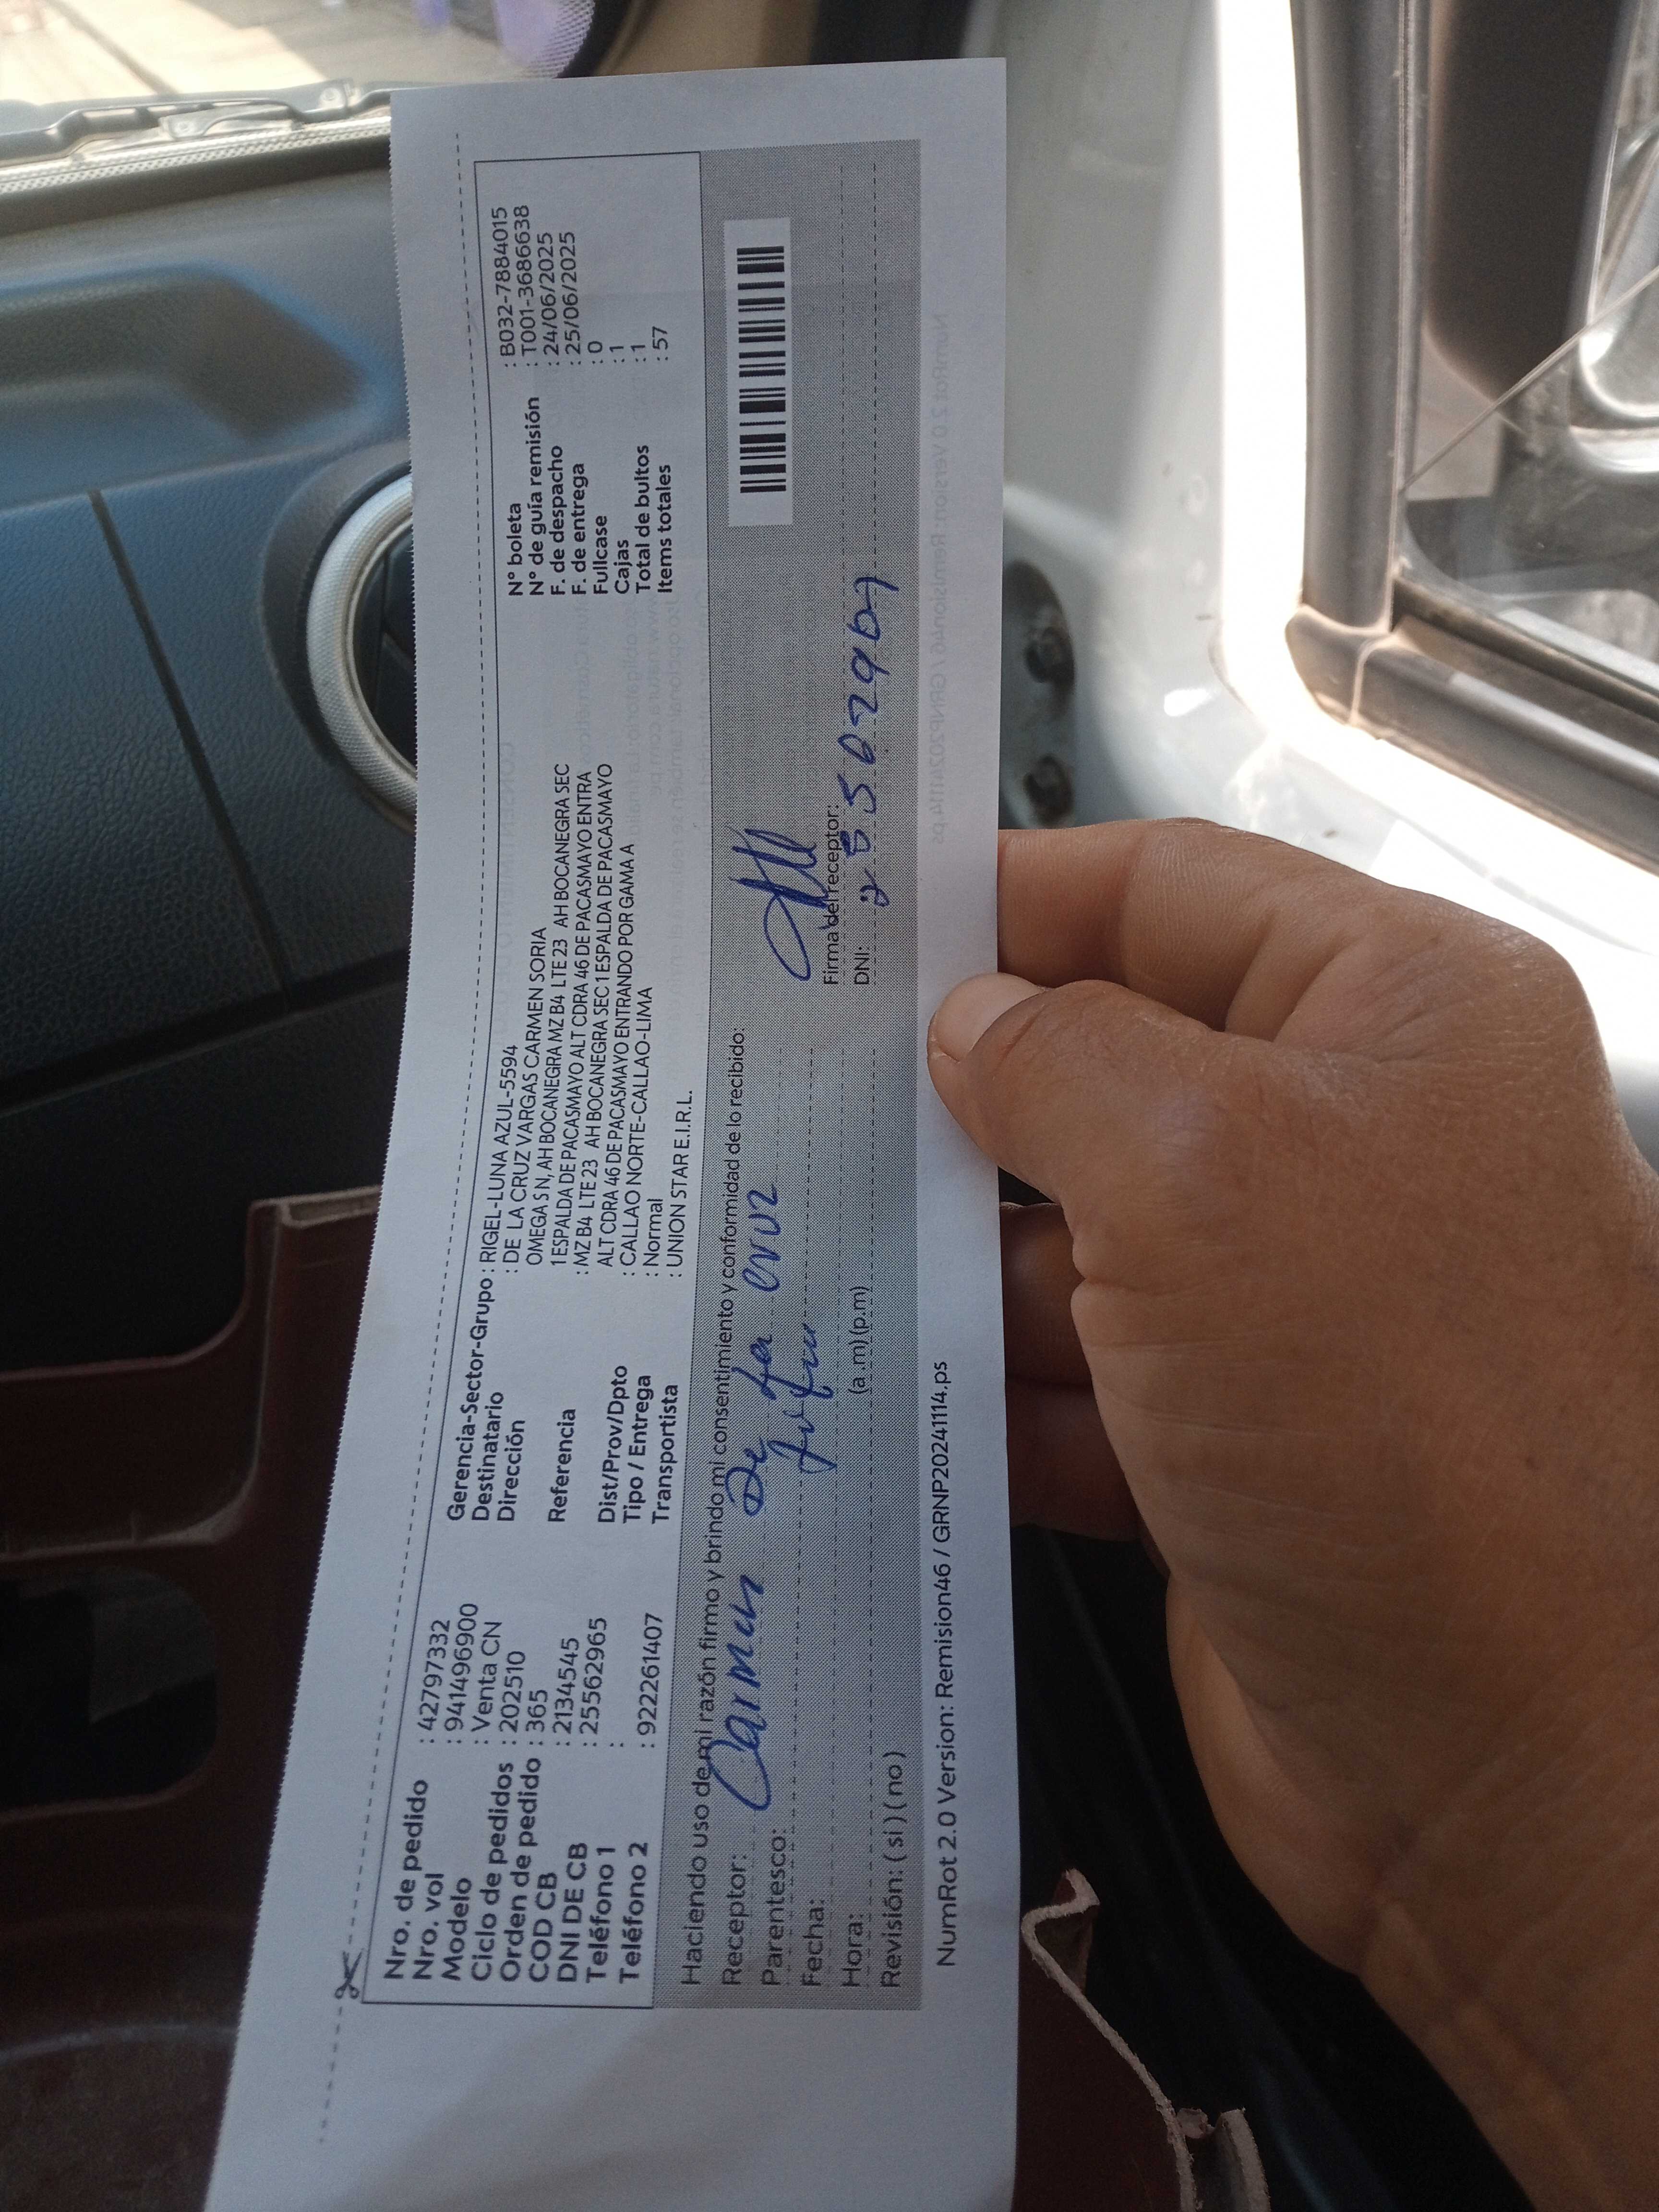 Nro. de pedido : 42797332
Nro. vol : 941496900
Modelo : Venta CN
Ciclo de pedidos : 202510
Orden de pedido : 365
COD CB : 2134545
DNI DE CB : 25562965
Teléfono 1 :
Teléfono 2 : 922261407
Gerencia-Sector-Grupo : RIGEL-LUNA AZUL-5594
Destinatario : DE LA CRUZ VARGAS CARMEN SORIA
Dirección OMEGA S N, AH BOCANEGRA MZ B4 LTE 23 AH BOCANEGRA SEC
1 ESPALDA DE PACASMAYO ALT CDRA 46 DE PACASMAYO ENTRA
Referencia : MZ B4 LTE 23 AH BOCANEGRA SEC 1 ESPALDA DE PACASMAYO
ALT CDRA 46 DE PACASMAYO ENTRANDO POR GAMA A
Dist/Prov/Dpto : CALLAO NORTE-CALLAO-LIMA
Tipo / Entrega : Normal
Transportista : UNION STAR E.I.R.L.
N° boleta : B032-7884015
N° de guía remisión : T001-3686638
F. de despacho : 24/06/2025
F. de entrega : 25/06/2025
Fullcase : 0
Cajas : 1
Total de bultos : 1
Items totales : 57
Haciendo uso de mi razón firmo y brindo mi consentimiento y conformidad de lo recibido:
Receptor: Carmen De la cruz
Parentesco:
Fecha:
Hora: (a .m) (p.m)
Revisión: ( si ) ( no )
Firma del receptor:
DNI:
NumRot 2.0 Version: Remision46 / GRNP20241114.ps